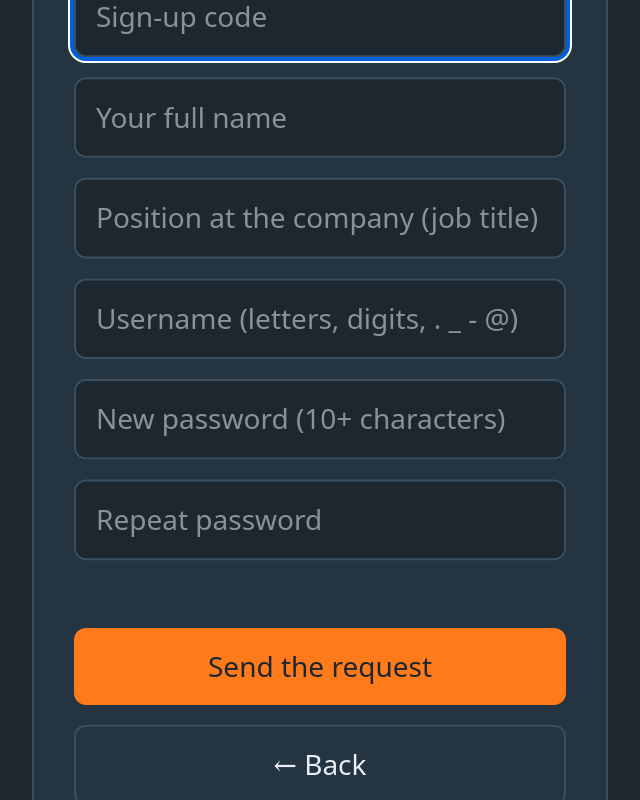 Sign-up code
Your full name
Position at the company (job title)
Username (letters, digits, . _ - @)
New password (10+ characters)
Repeat password
Send the request
← Back